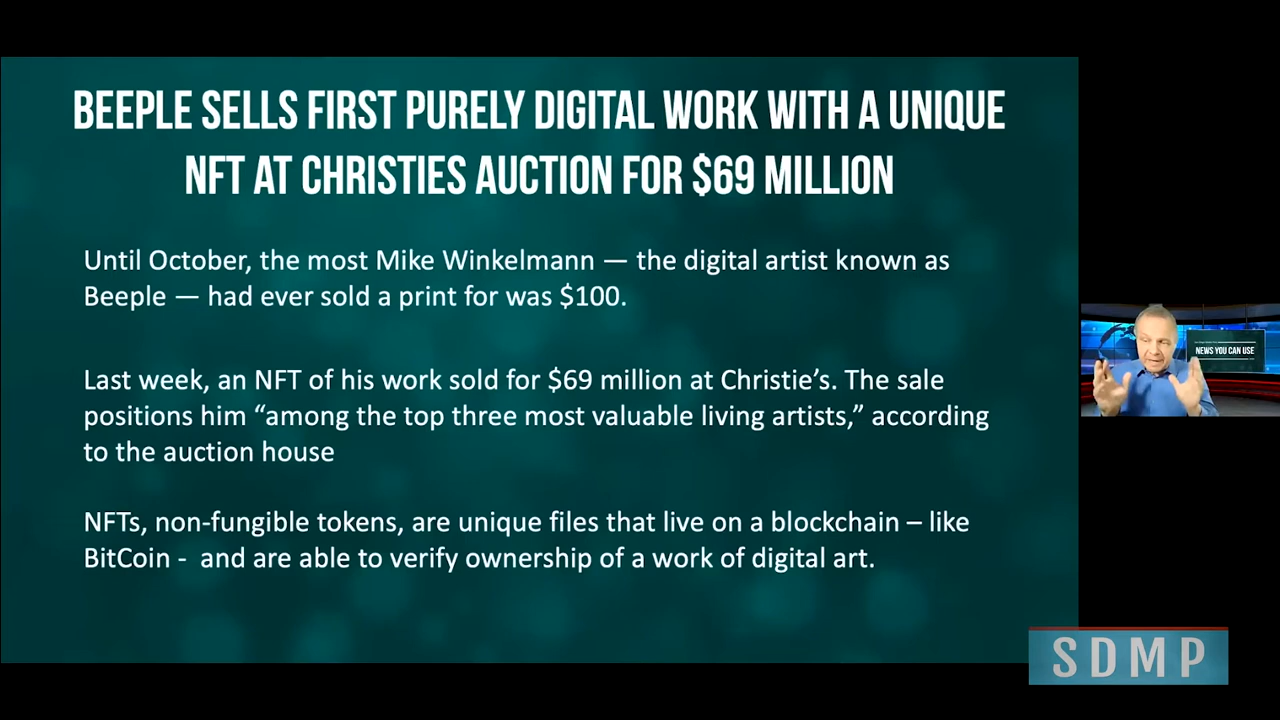 BEEPLE SELLS FIRST PURELY DIGITAL WORK WITH A UNIQUE
NFT AT CHRISTIES AUCTION FOR $69 MILLION
Until October, the most Mike Winkelmann — the digital artist known as
Beeple — had ever sold a print for was $100.
Last week, an NFT of his work sold for $69 million at Christie’s. The sale
positions him “among the top three most valuable living artists,” according
to the auction house
NFTs, non-fungible tokens, are unique files that live on a blockchain – like
BitCoin -  and are able to verify ownership of a work of digital art.
NEWS YOU CAN USE
SDMP